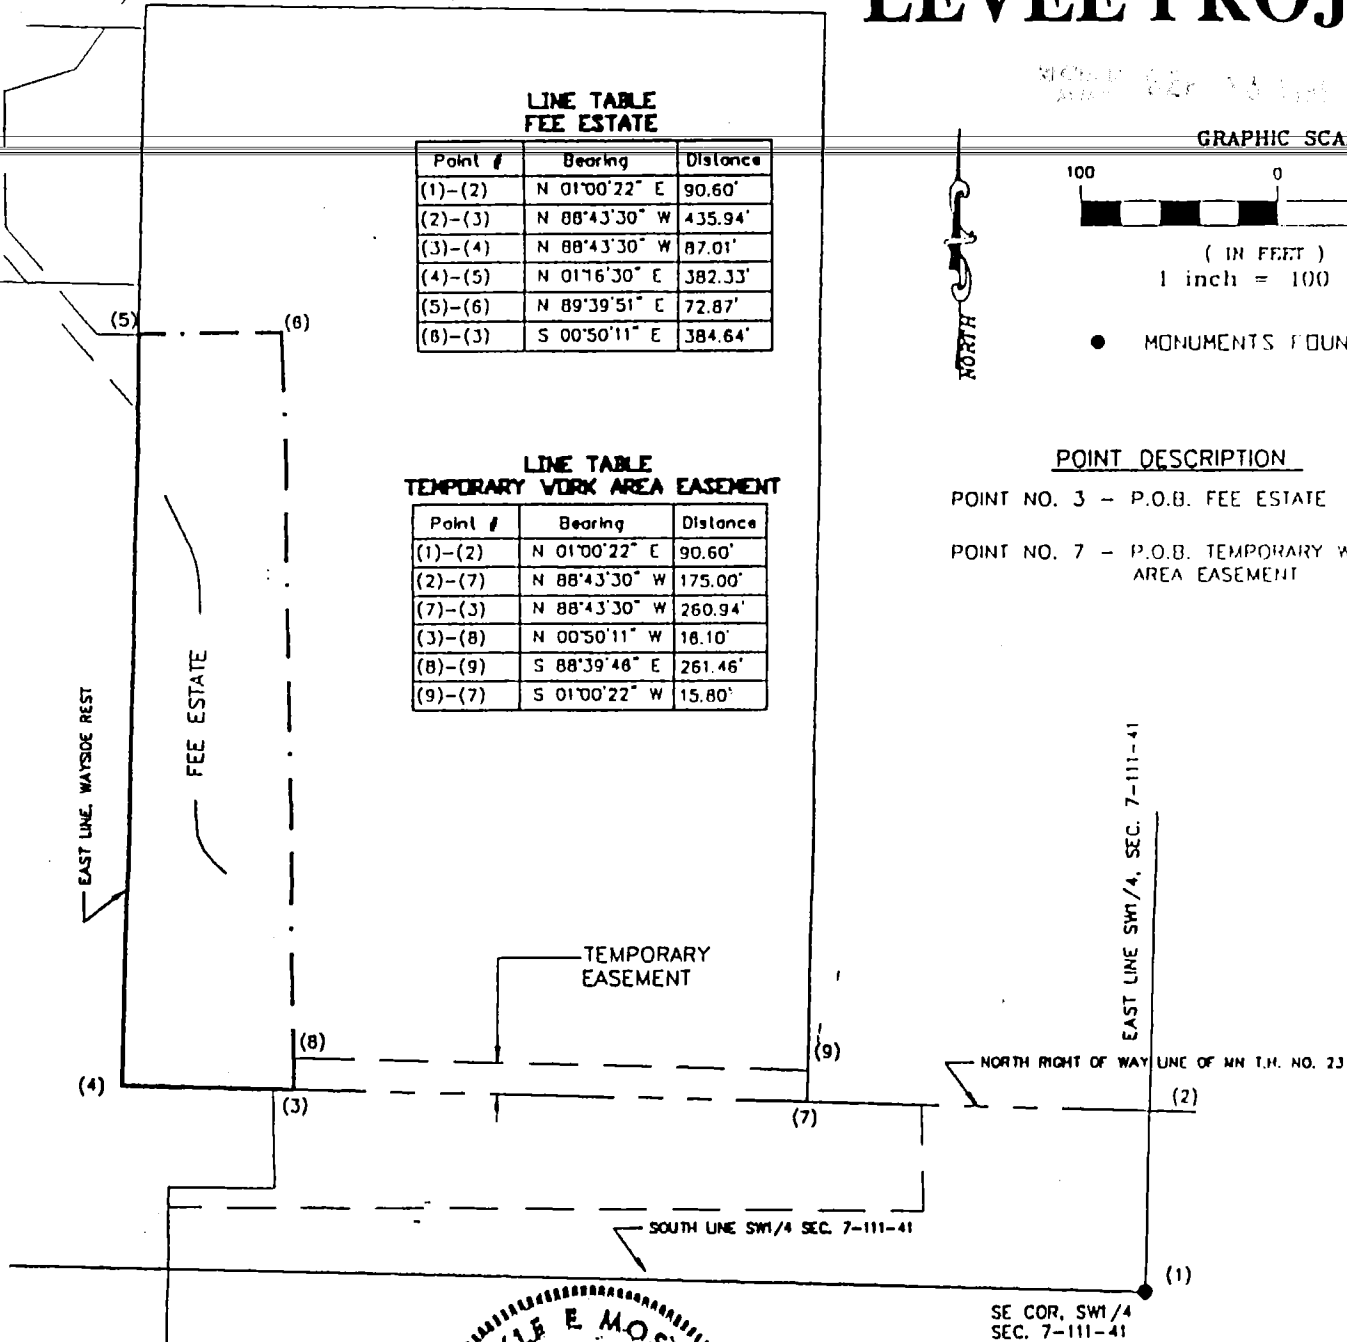 LEVEE PROJ
LINE TABLE
FEE ESTATE
Point # Bearing Distance
(1)-(2) N 01°00'22" E 90.60'
(2)-(3) N 88°43'30" W 435.94'
(3)-(4) N 88°43'30" W 87.01'
(4)-(5) N 01°16'30" E 382.33'
(5)-(6) N 89°39'51" E 72.87'
(6)-(3) S 00°50'11" E 384.64'
GRAPHIC SCA
100 0
( IN FEET )
1 inch = 100
NORTH
MONUMENTS FOUN
(5)
(6)
LINE TABLE
TEMPORARY WORK AREA EASEMENT
Point # Bearing Distance
(1)-(2) N 01°00'22" E 90.60'
(2)-(7) N 88°43'30" W 175.00'
(7)-(3) N 88°43'30" W 260.94'
(3)-(8) N 00°50'11" W 16.10'
(8)-(9) S 88°39'46" E 261.46'
(9)-(7) S 01°00'22" W 15.80'
POINT DESCRIPTION
POINT NO. 3 - P.O.B. FEE ESTATE
POINT NO. 7 - P.O.B. TEMPORARY W
AREA EASEMENT
EAST LINE, WAYSIDE REST
FEE ESTATE
EAST LINE SW1/4, SEC. 7-111-41
TEMPORARY
EASEMENT
(8)
(9)
NORTH RIGHT OF WAY LINE OF MN T.H. NO. 23
(4)
(3)
(7)
(2)
SOUTH LINE SW1/4 SEC. 7-111-41
(1)
SE COR, SW1/4
SEC. 7-111-41
E MO